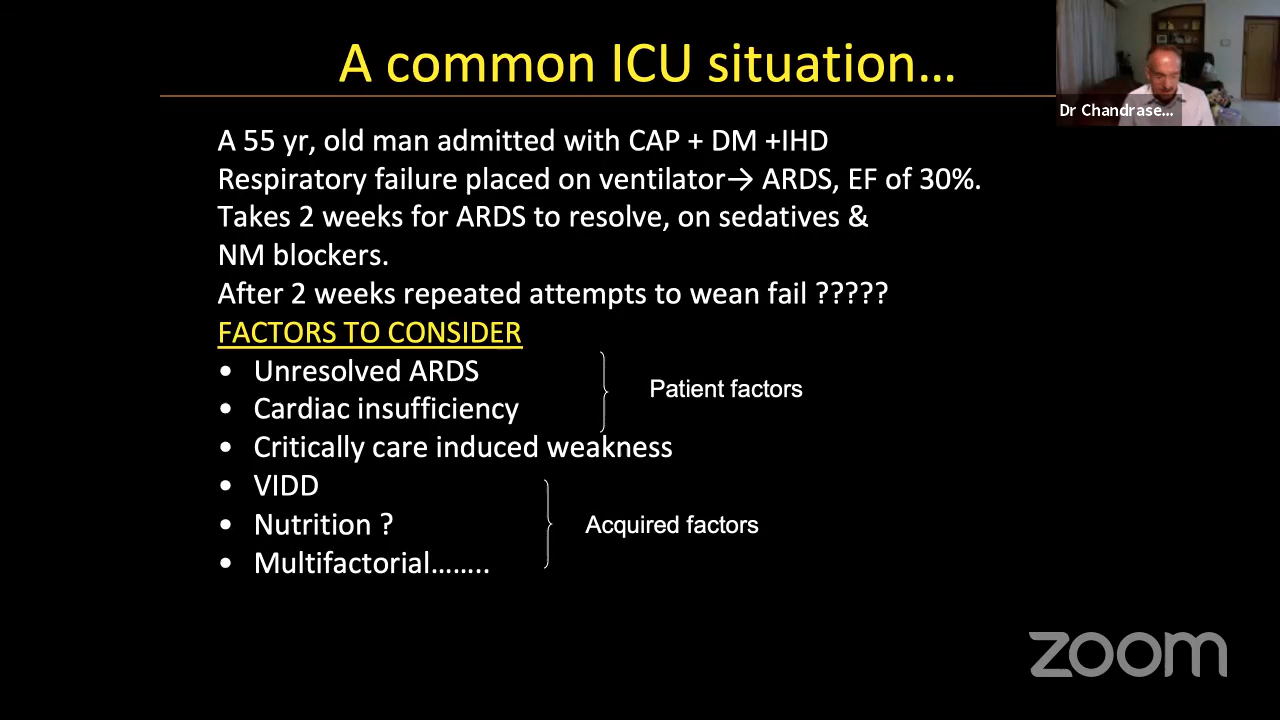 A common ICU situation...
Dr Chandrase...
A 55 yr, old man admitted with CAP + DM +IHD
Respiratory failure placed on ventilator→ ARDS, EF of 30%.
Takes 2 weeks for ARDS to resolve, on sedatives &
NM blockers.
After 2 weeks repeated attempts to wean fail ?????
FACTORS TO CONSIDER
• Unresolved ARDS
Patient factors
• Cardiac insufficiency
• Critically care induced weakness
• VIDD
• Nutrition ?
Acquired factors
• Multifactorial……..
zoom